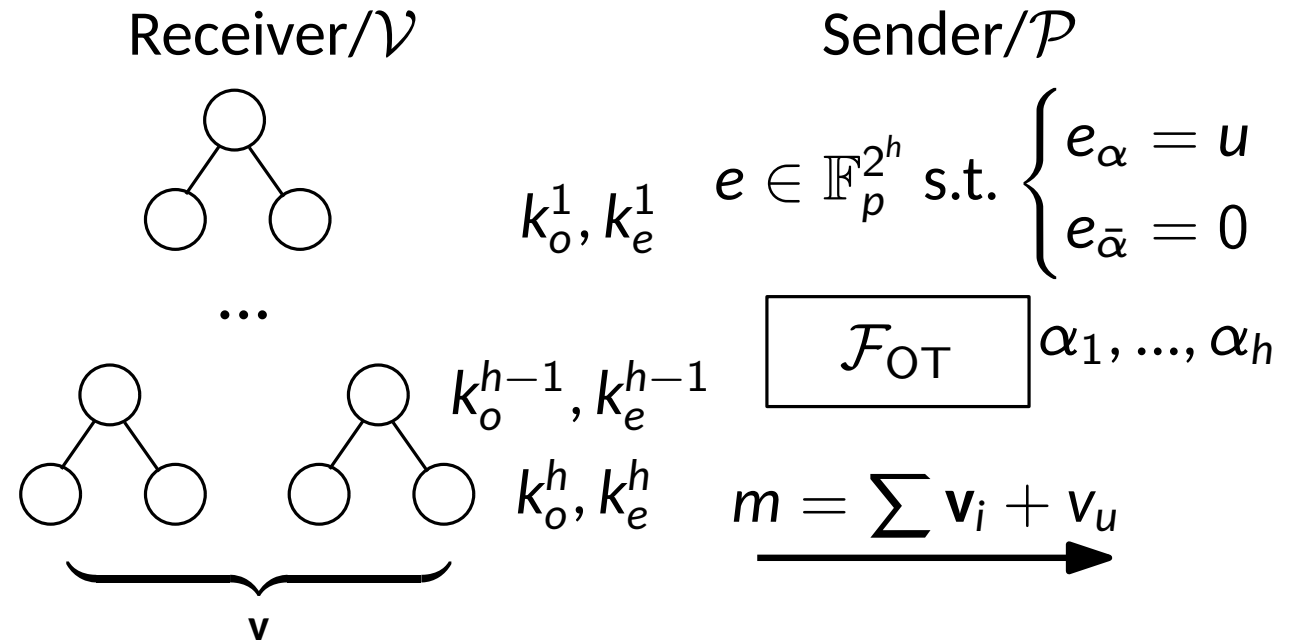 Receiver/𝒱
Sender/𝒫
e ∈ 𝔽_p^{2^h} s.t. { e_α = u
e_ᾱ = 0
k_o^1, k_e^1
...
ℱ_OT
α_1, ..., α_h
k_o^{h−1}, k_e^{h−1}
k_o^h, k_e^h
m = ∑ 𝐯_i + v_u
𝐯